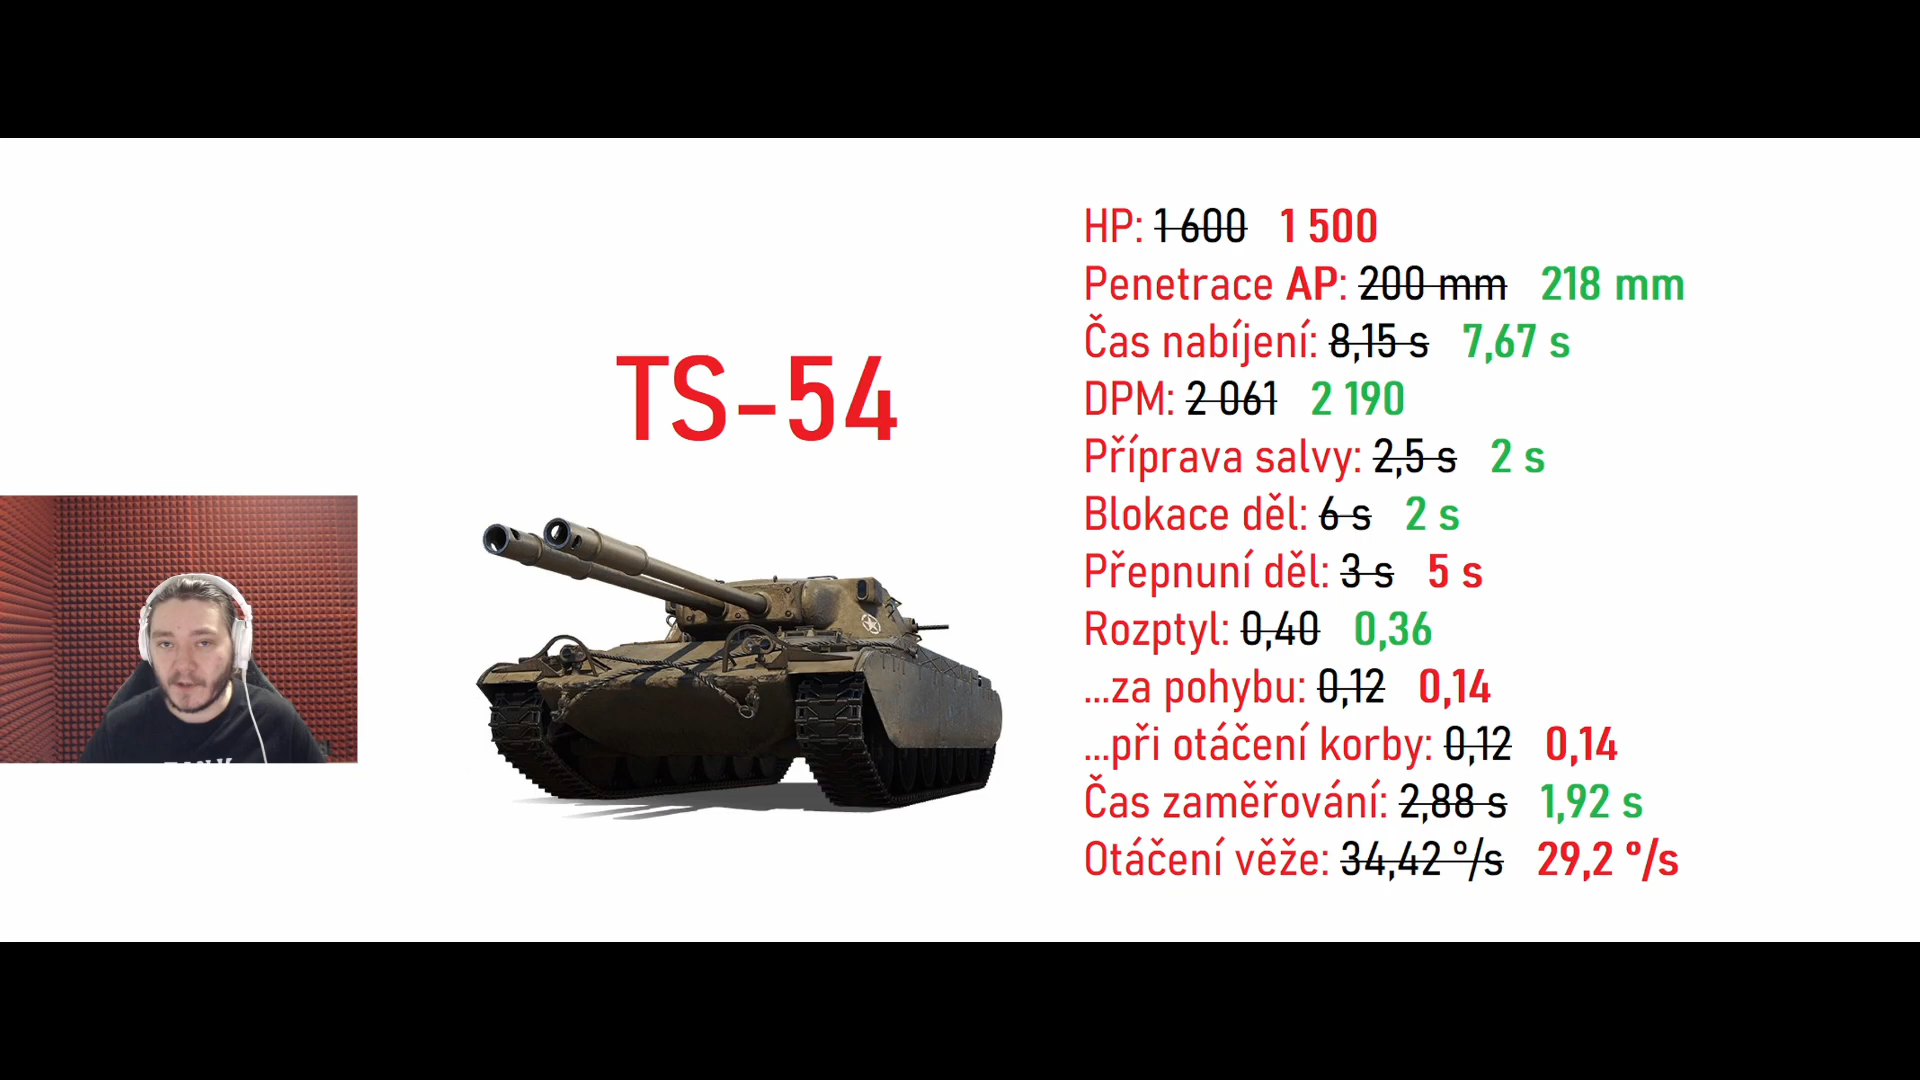 TS-54
HP: 1 600 1 500
Penetrace AP: 200 mm 218 mm
Čas nabíjení: 8,15 s 7,67 s
DPM: 2 061 2 190
Příprava salvy: 2,5 s 2 s
Blokace děl: 6 s 2 s
Přepnuní děl: 3 s 5 s
Rozptyl: 0,40 0,36
...za pohybu: 0,12 0,14
...při otáčení korby: 0,12 0,14
Čas zaměřování: 2,88 s 1,92 s
Otáčení věže: 34,42 º/s 29,2 º/s